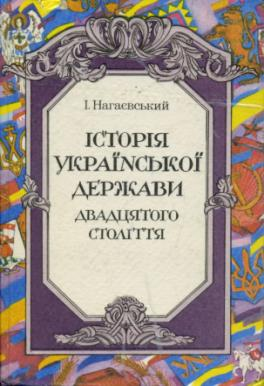 І. Нагаєвський
ІСТОРІЯ
УКРАЇНСЬКОЇ
ДЕРЖАВИ
ДВАДЦЯТОГО
СТОЛІТТЯ